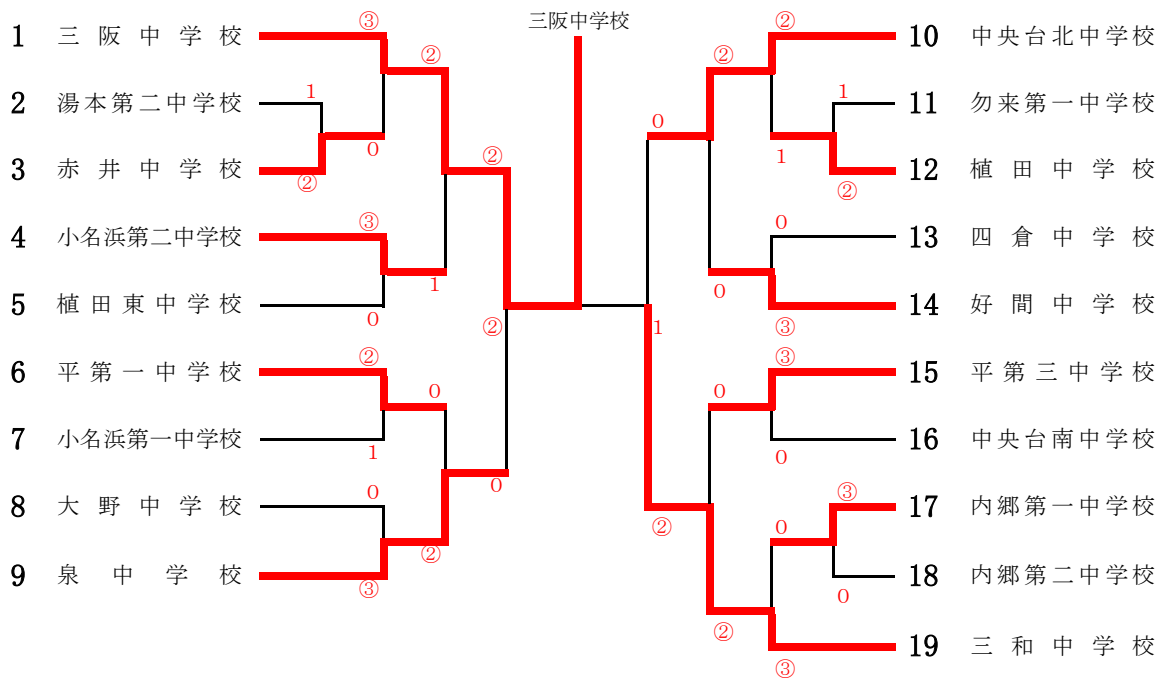 三阪中学校
1 三阪中学校 ③
2 湯本第二中学校 1
3 赤井中学校 ②
0
②
4 小名浜第二中学校 ③
5 植田東中学校 0
1
②
6 平第一中学校 ②
7 小名浜第一中学校 1
0
8 大野中学校 0
9 泉中学校 ③
②
0
②
1
② 10 中央台北中学校
1 11 勿来第一中学校
② 12 植田中学校
1
②
0 13 四倉中学校
③ 14 好間中学校
0
0
③ 15 平第三中学校
0 16 中央台南中学校
0
③ 17 内郷第一中学校
0 18 内郷第二中学校
0
③ 19 三和中学校
②
②